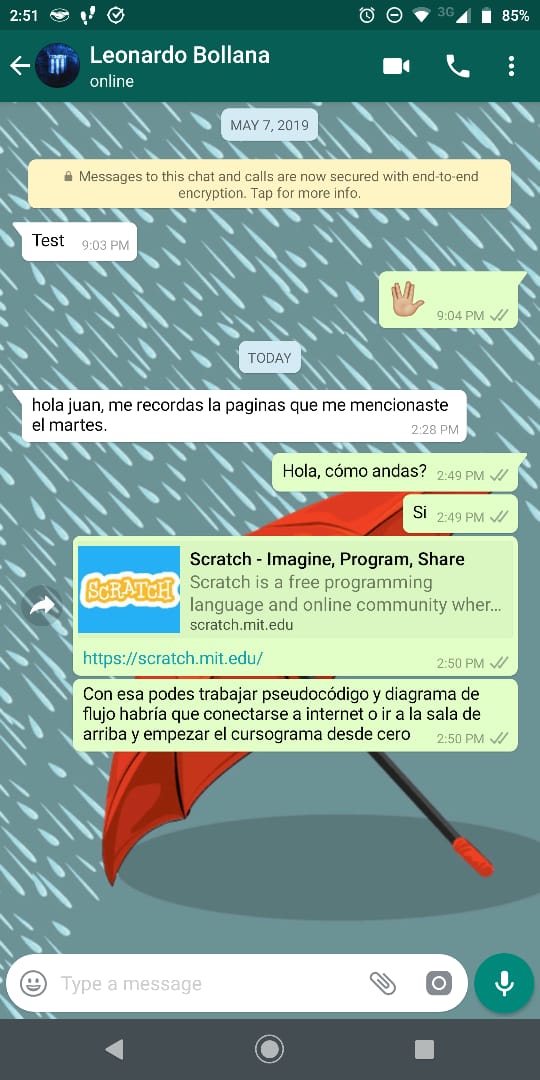 2:51
3G
85%
Leonardo Bollana
online
MAY 7, 2019
Messages to this chat and calls are now secured with end-to-end
encryption. Tap for more info.
Test 9:03 PM
9:04 PM
TODAY
hola juan, me recordas la paginas que me mencionaste
el martes.
2:28 PM
Hola, cómo andas? 2:49 PM
Si 2:49 PM
SCRATCH
Scratch - Imagine, Program, Share
Scratch is a free programming
language and online community wher...
scratch.mit.edu
https://scratch.mit.edu/
2:50 PM
Con esa podes trabajar pseudocódigo y diagrama de
flujo habría que conectarse a internet o ir a la sala de
arriba y empezar el cursograma desde cero 2:50 PM
Type a message